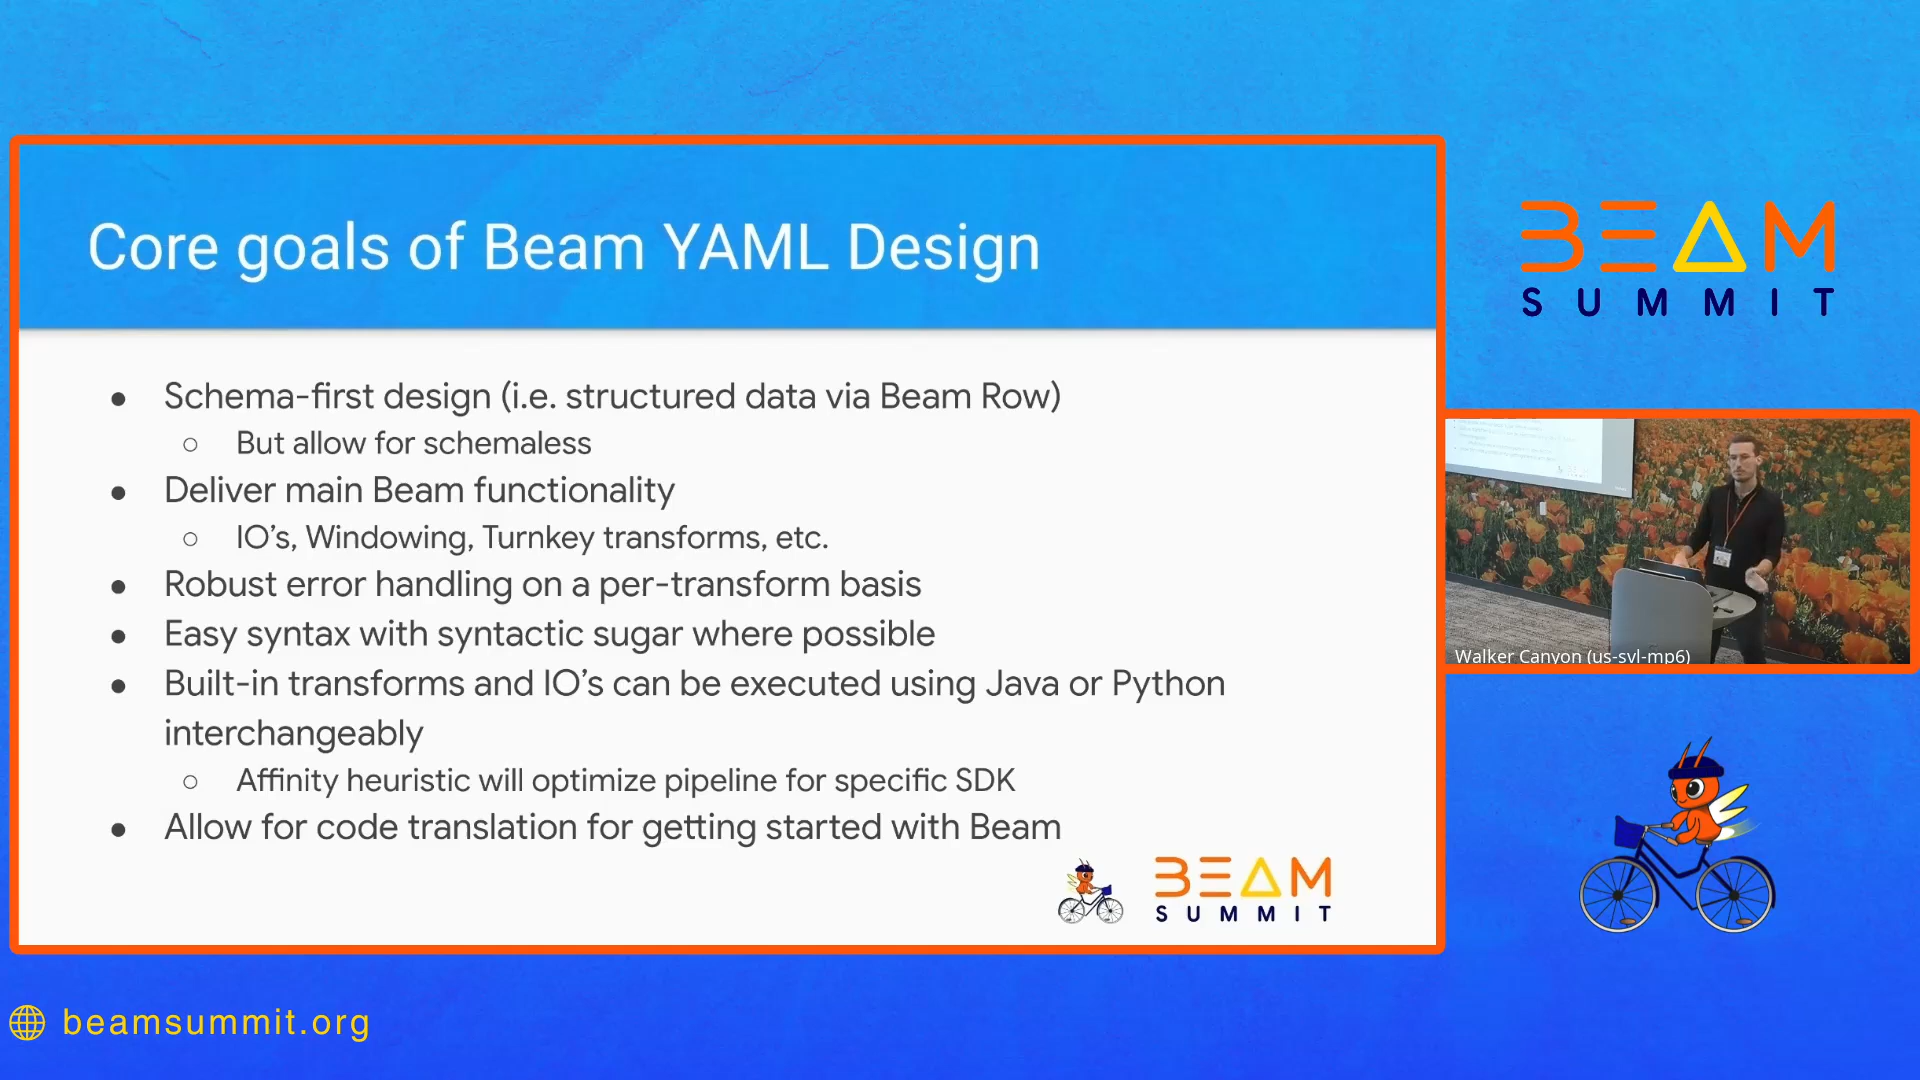 Core goals of Beam YAML Design
● Schema-first design (i.e. structured data via Beam Row)
○ But allow for schemaless
● Deliver main Beam functionality
○ IO’s, Windowing, Turnkey transforms, etc.
● Robust error handling on a per-transform basis
● Easy syntax with syntactic sugar where possible
● Built-in transforms and IO’s can be executed using Java or Python
interchangeably
○ Affinity heuristic will optimize pipeline for specific SDK
● Allow for code translation for getting started with Beam
BEAM
SUMMIT
BEAM
SUMMIT
Walker Canyon (us-svl-mp6)
beamsummit.org